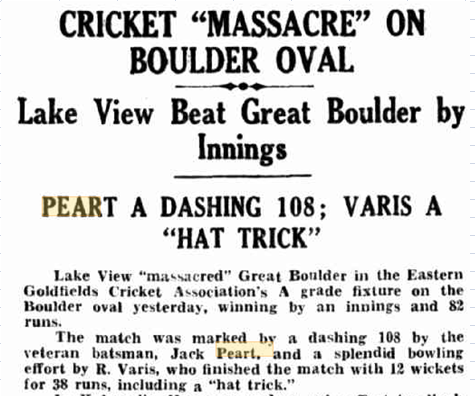 CRICKET “MASSACRE” ON
BOULDER OVAL
Lake View Beat Great Boulder by
Innings
PEART A DASHING 108; VARIS A
“HAT TRICK”
Lake View “massacred” Great Boulder in the Eastern
Goldfields Cricket Association's A grade fixture on the
Boulder oval yesterday, winning by an innings and 82
runs.
The match was marked by a dashing 108 by the
veteran batsman, Jack Peart, and a splendid bowling
effort by R. Varis, who finished the match with 12 wickets
for 38 runs, including a “hat trick.”